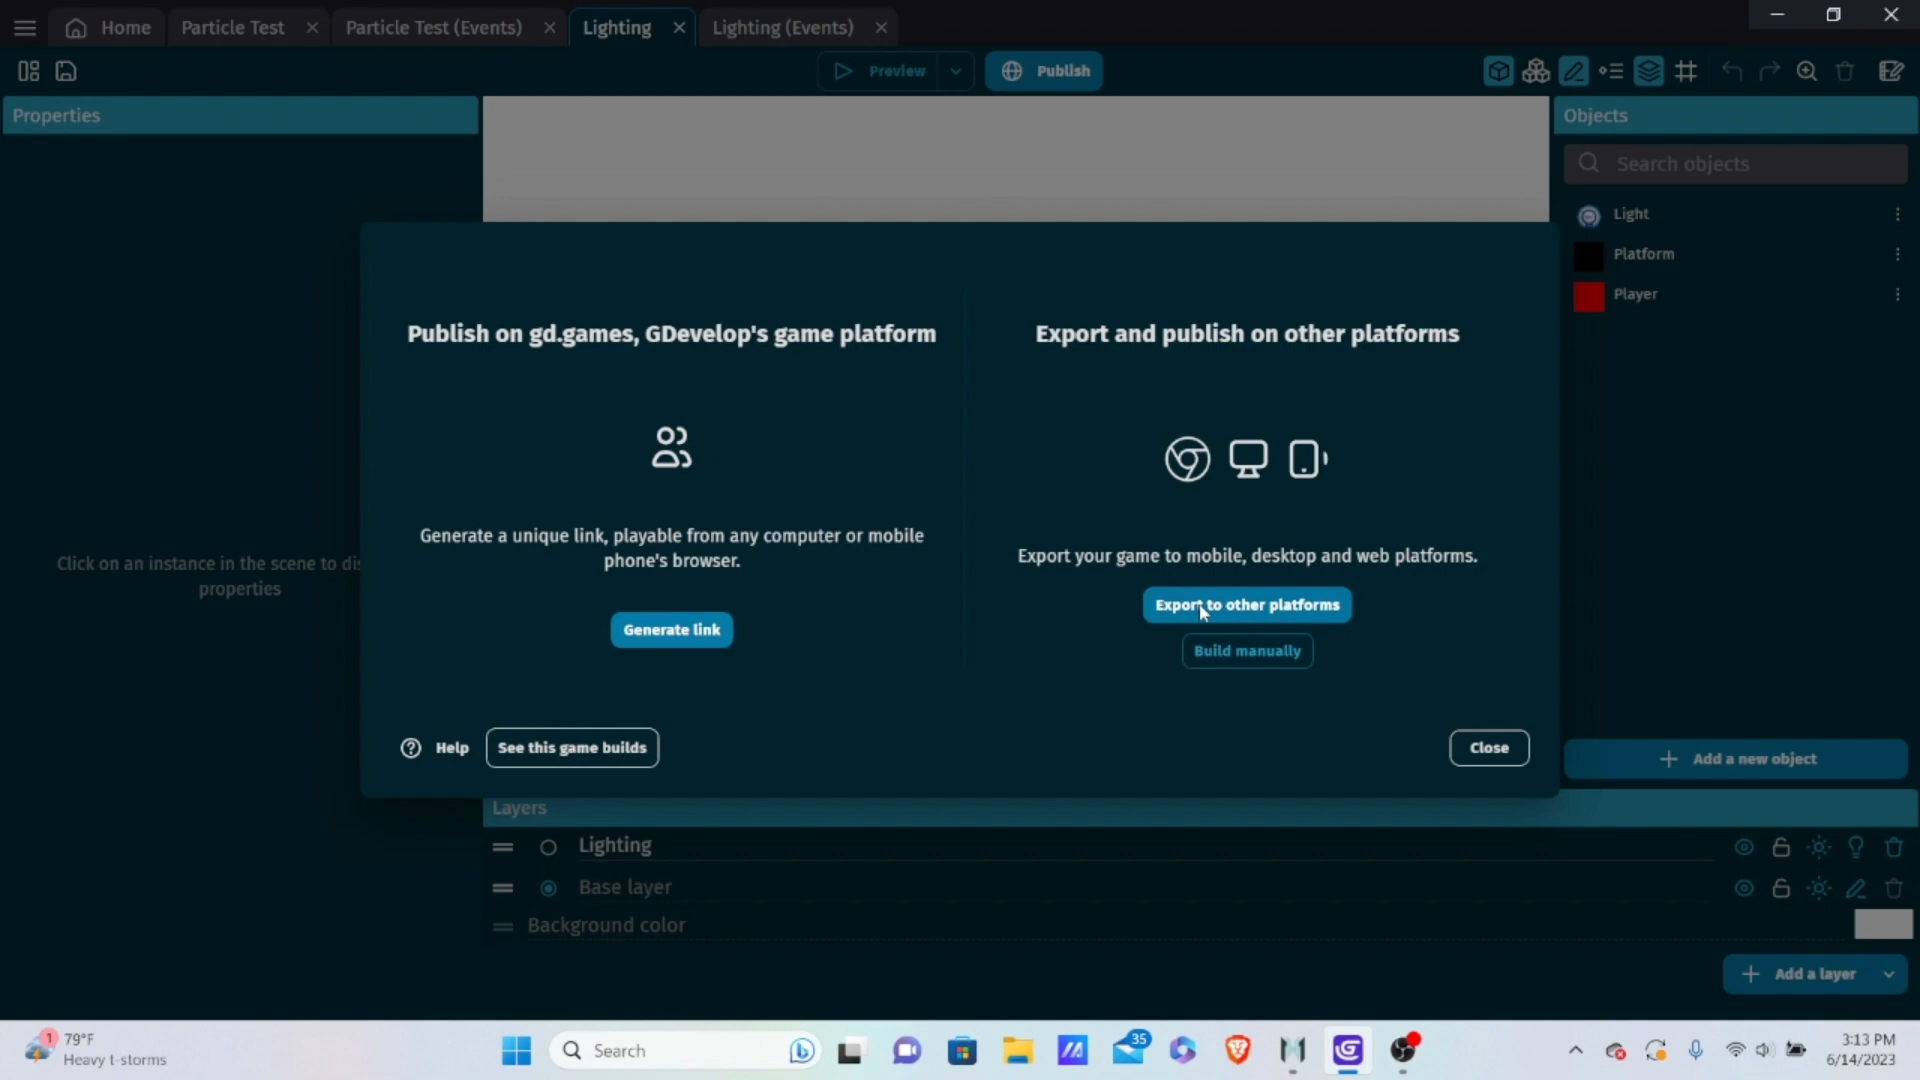 Home
Particle Test
Particle Test (Events)
Lighting
Lighting (Events)
Preview
Publish
Properties
Objects
Search objects
Light
Platform
Player
Publish on gd.games, GDevelop's game platform
Export and publish on other platforms
Generate a unique link, playable from any computer or mobile
phone's browser.
Export your game to mobile, desktop and web platforms.
Click on an instance in the scene to
properties
Export to other platforms
Generate link
Build manually
Help
See this game builds
Close
Add a new object
Layers
Lighting
Base layer
Background color
Add a layer
1
79°F
Heavy t-storms
Search
35
3:13 PM
6/14/2023